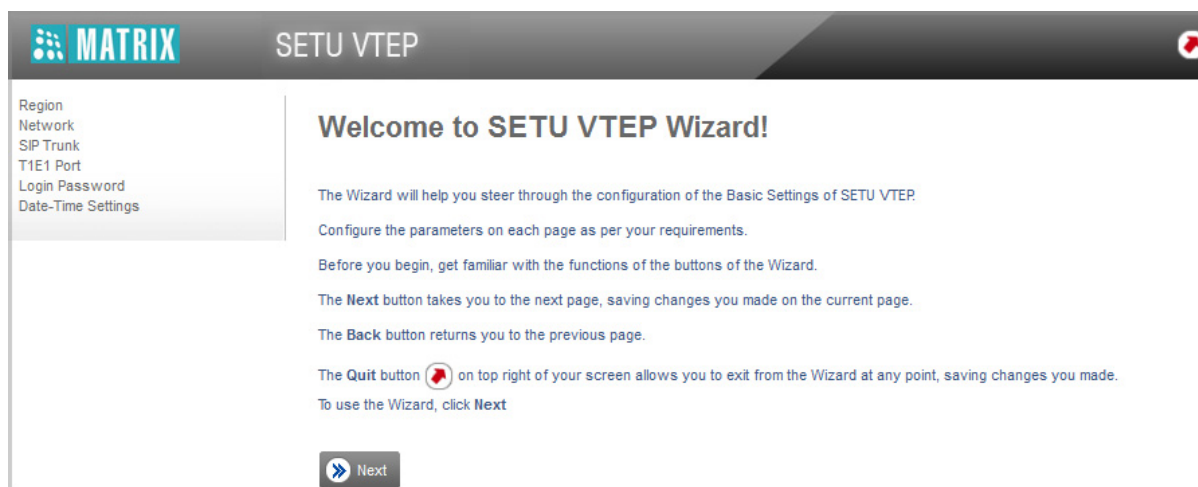 MATRIX
SETU VTEP
Region
Network
SIP Trunk
T1E1 Port
Login Password
Date-Time Settings
Welcome to SETU VTEP Wizard!
The Wizard will help you steer through the configuration of the Basic Settings of SETU VTEP.
Configure the parameters on each page as per your requirements.
Before you begin, get familiar with the functions of the buttons of the Wizard.
The Next button takes you to the next page, saving changes you made on the current page.
The Back button returns you to the previous page.
The Quit button on top right of your screen allows you to exit from the Wizard at any point, saving changes you made.
To use the Wizard, click Next
Next